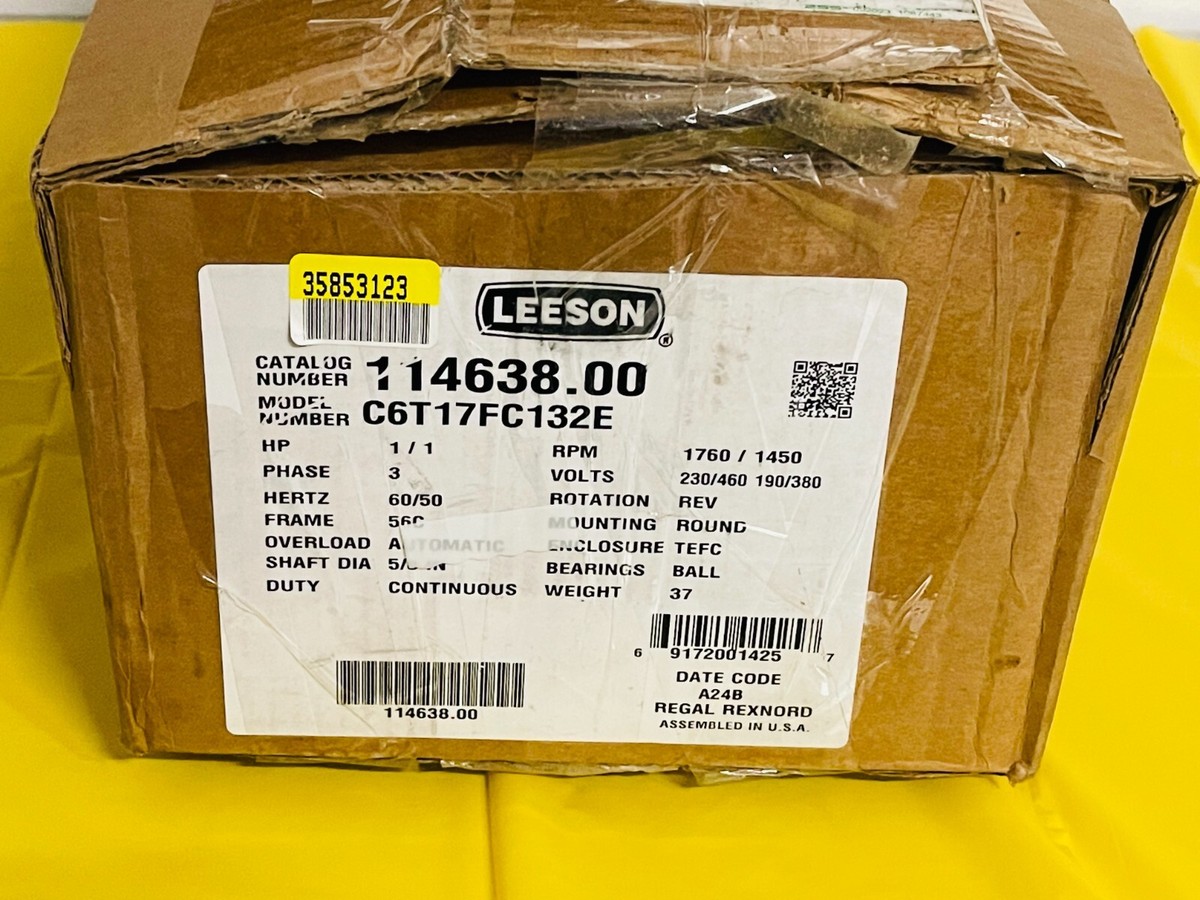 35853123
LEESON®
CATALOG NUMBER 114638.00
MODEL NUMBER C6T17FC132E
HP 1 / 1 RPM 1760 / 1450
PHASE 3 VOLTS 230/460 190/380
HERTZ 60/50 ROTATION REV
FRAME 56C MOUNTING ROUND
OVERLOAD AUTOMATIC ENCLOSURE TEFC
SHAFT DIA BEARINGS BALL
DUTY CONTINUOUS WEIGHT 37
6 9172001425 7
114638.00
DATE CODE
A24B
REGAL REXNORD
ASSEMBLED IN U.S.A.